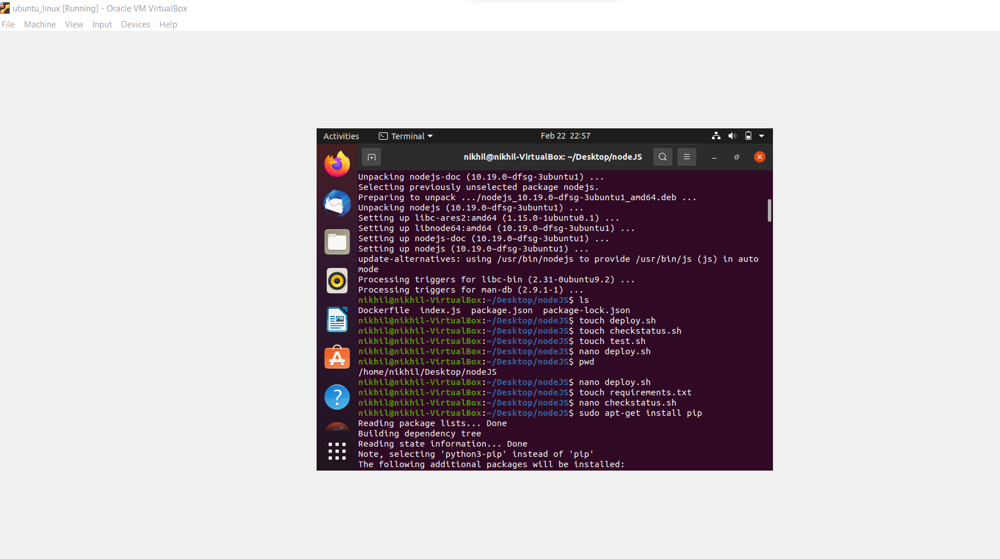 ubuntu_linux [Running] - Oracle VM VirtualBox
File Machine View Input Devices Help
Activities Terminal Feb 22 22:57
nikhil@nikhil-VirtualBox: ~/Desktop/nodeJS
Unpacking nodejs-doc (10.19.0~dfsg-3ubuntu1) ...
Selecting previously unselected package nodejs.
Preparing to unpack .../nodejs_10.19.0~dfsg-3ubuntu1_amd64.deb ...
Unpacking nodejs (10.19.0~dfsg-3ubuntu1) ...
Setting up libc-ares2:amd64 (1.15.0-1ubuntu0.1) ...
Setting up libnode64:amd64 (10.19.0~dfsg-3ubuntu1) ...
Setting up nodejs-doc (10.19.0~dfsg-3ubuntu1) ...
Setting up nodejs (10.19.0~dfsg-3ubuntu1) ...
update-alternatives: using /usr/bin/nodejs to provide /usr/bin/js (js) in auto
mode
Processing triggers for libc-bin (2.31-0ubuntu9.2) ...
Processing triggers for man-db (2.9.1-1) ...
nikhil@nikhil-VirtualBox:~/Desktop/nodeJS$ ls
Dockerfile index.js package.json package-lock.json
nikhil@nikhil-VirtualBox:~/Desktop/nodeJS$ touch deploy.sh
nikhil@nikhil-VirtualBox:~/Desktop/nodeJS$ touch checkstatus.sh
nikhil@nikhil-VirtualBox:~/Desktop/nodeJS$ touch test.sh
nikhil@nikhil-VirtualBox:~/Desktop/nodeJS$ nano deploy.sh
nikhil@nikhil-VirtualBox:~/Desktop/nodeJS$ pwd
/home/nikhil/Desktop/nodeJS
nikhil@nikhil-VirtualBox:~/Desktop/nodeJS$ nano deploy.sh
nikhil@nikhil-VirtualBox:~/Desktop/nodeJS$ touch requirements.txt
nikhil@nikhil-VirtualBox:~/Desktop/nodeJS$ nano checkstatus.sh
nikhil@nikhil-VirtualBox:~/Desktop/nodeJS$ sudo apt-get install pip
Reading package lists... Done
Building dependency tree
Reading state information... Done
Note, selecting 'python3-pip' instead of 'pip'
The following additional packages will be installed: